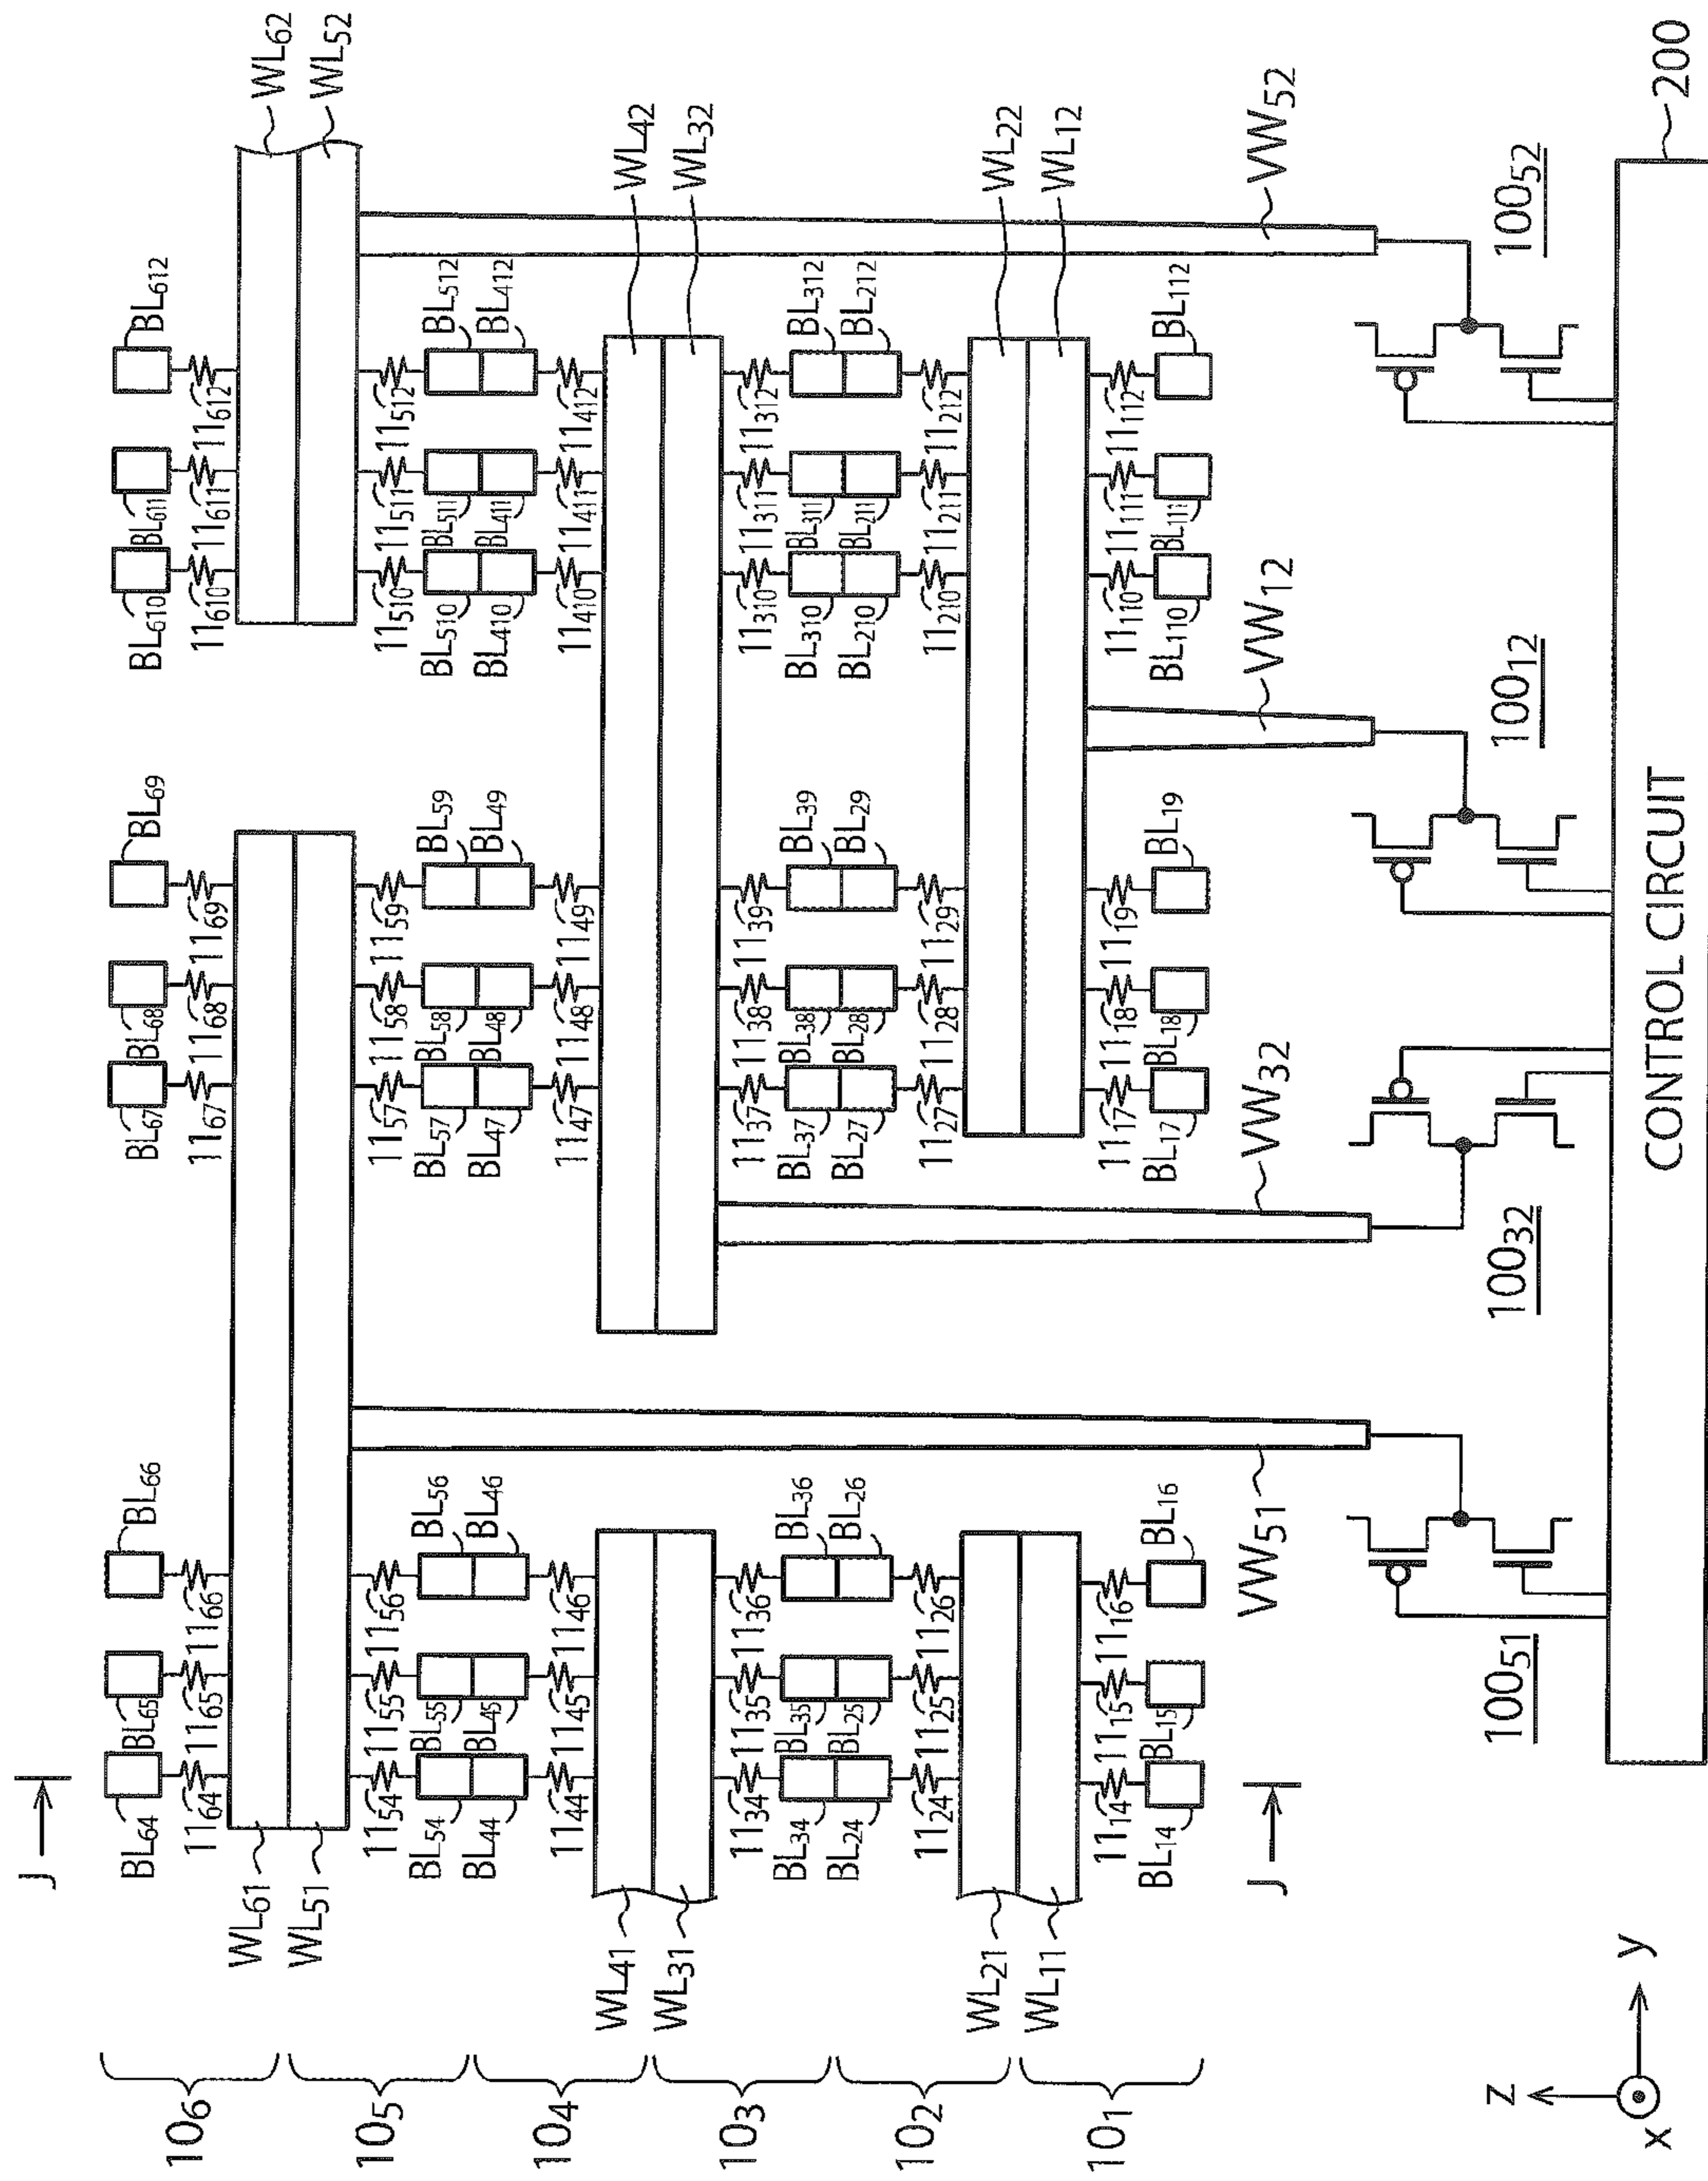 J
BL₆₄ BL₆₅ BL₆₆ BL₆₇ BL₆₈ BL₆₉ BL₆₁₀ BL₆₁₁ BL₆₁₂
10₆
11₆₄ 11₆₅ 11₆₆ 11₆₇ 11₆₈ 11₆₉ 11₆₁₀ 11₆₁₁ 11₆₁₂
WL₆₁ WL₆₂
WL₅₁ WL₅₂
10₅
11₅₄ 11₅₅ 11₅₆ 11₅₇ 11₅₈ 11₅₉ 11₅₁₀ 11₅₁₁ 11₅₁₂
BL₅₄ BL₅₅ BL₅₆ BL₅₇ BL₅₈ BL₅₉ BL₅₁₀ BL₅₁₁ BL₅₁₂
BL₄₄ BL₄₅ BL₄₆ BL₄₇ BL₄₈ BL₄₉ BL₄₁₀ BL₄₁₁ BL₄₁₂
10₄
11₄₄ 11₄₅ 11₄₆ 11₄₇ 11₄₈ 11₄₉ 11₄₁₀ 11₄₁₁ 11₄₁₂
WL₄₁ WL₄₂
WL₃₁ WL₃₂
10₃
11₃₄ 11₃₅ 11₃₆ 11₃₇ 11₃₈ 11₃₉ 11₃₁₀ 11₃₁₁ 11₃₁₂
BL₃₄ BL₃₅ BL₃₆ BL₃₇ BL₃₈ BL₃₉ BL₃₁₀ BL₃₁₁ BL₃₁₂
BL₂₄ BL₂₅ BL₂₆ BL₂₇ BL₂₈ BL₂₉ BL₂₁₀ BL₂₁₁ BL₂₁₂
10₂
11₂₄ 11₂₅ 11₂₆ 11₂₇ 11₂₈ 11₂₉ 11₂₁₀ 11₂₁₁ 11₂₁₂
WL₂₁ WL₂₂
WL₁₁ WL₁₂
10₁
11₁₄ 11₁₅ 11₁₆ 11₁₇ 11₁₈ 11₁₉ 11₁₁₀ 11₁₁₁ 11₁₁₂
BL₁₄ BL₁₅ BL₁₆ BL₁₇ BL₁₈ BL₁₉ BL₁₁₀ BL₁₁₁ BL₁₁₂
J
VW₅₁ VW₃₂ VW₁₂ VW₅₂
100₅₁ 100₃₂ 100₁₂ 100₅₂
CONTROL CIRCUIT
200
z
x y